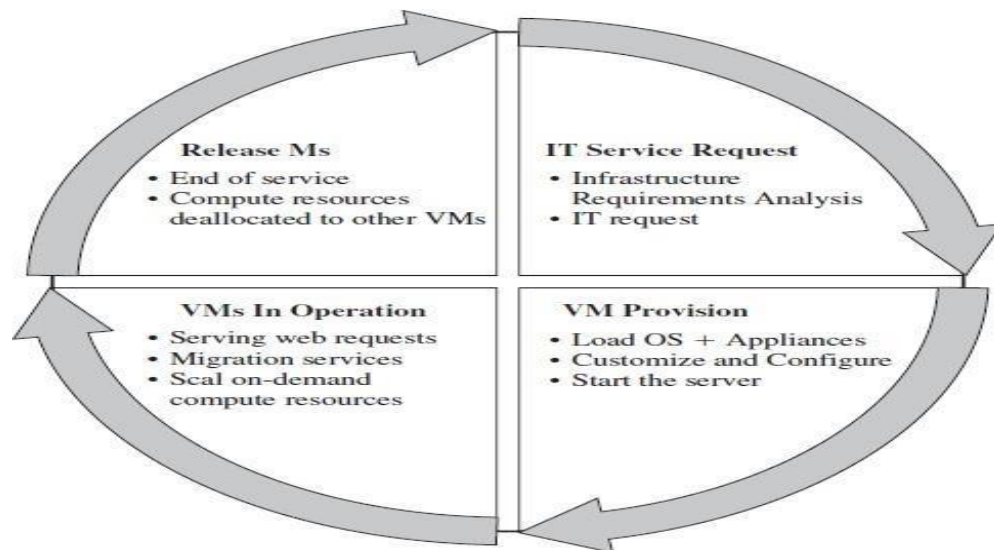 Release Ms
• End of service
• Compute resources
deallocated to other VMs
IT Service Request
• Infrastructure
Requirements Analysis
• IT request
VMs In Operation
• Serving web requests
• Migration services
• Scal on-demand
compute resources
VM Provision
• Load OS + Appliances
• Customize and Configure
• Start the server